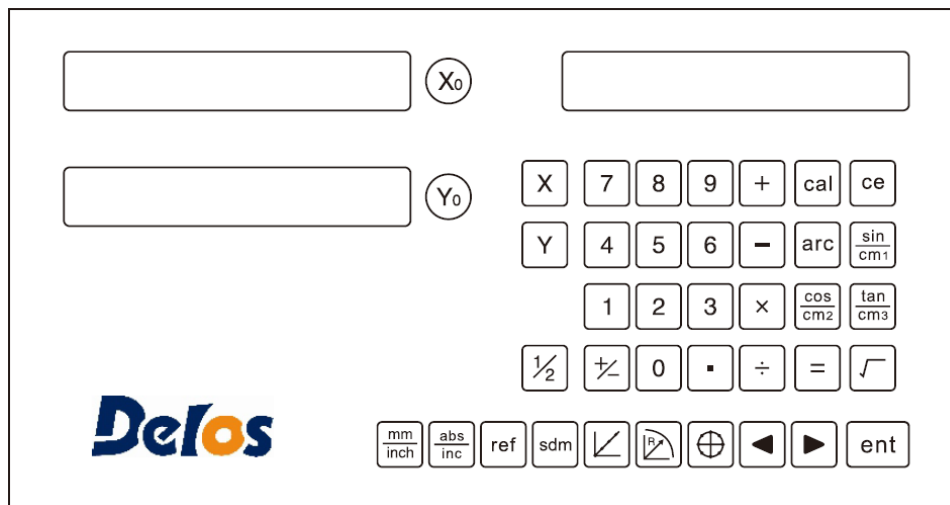 X0
Y0
X 7 8 9 + cal ce
Y 4 5 6 − arc sin/cm1
1 2 3 × cos/cm2 tan/cm3
1/2 +/− 0 . ÷ = √
Delos
mm/inch abs/inc ref sdm R ent